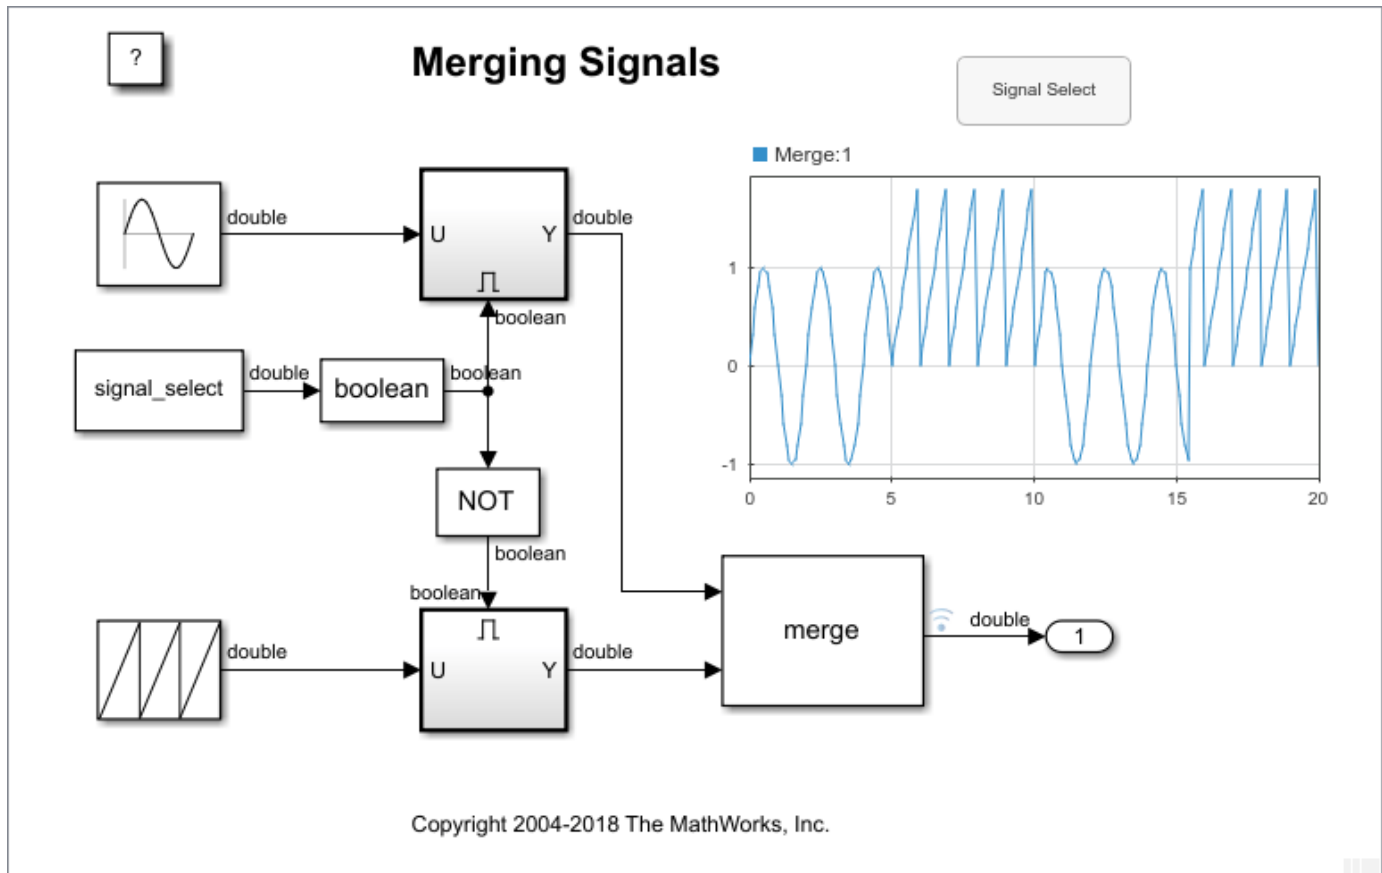 ?
Merging Signals
Signal Select
Merge:1
double
U
Y
double
boolean
signal_select
double
boolean
boolean
NOT
boolean
boolean
double
U
Y
double
merge
double
1
1
0
-1
0
5
10
15
20
Copyright 2004-2018 The MathWorks, Inc.